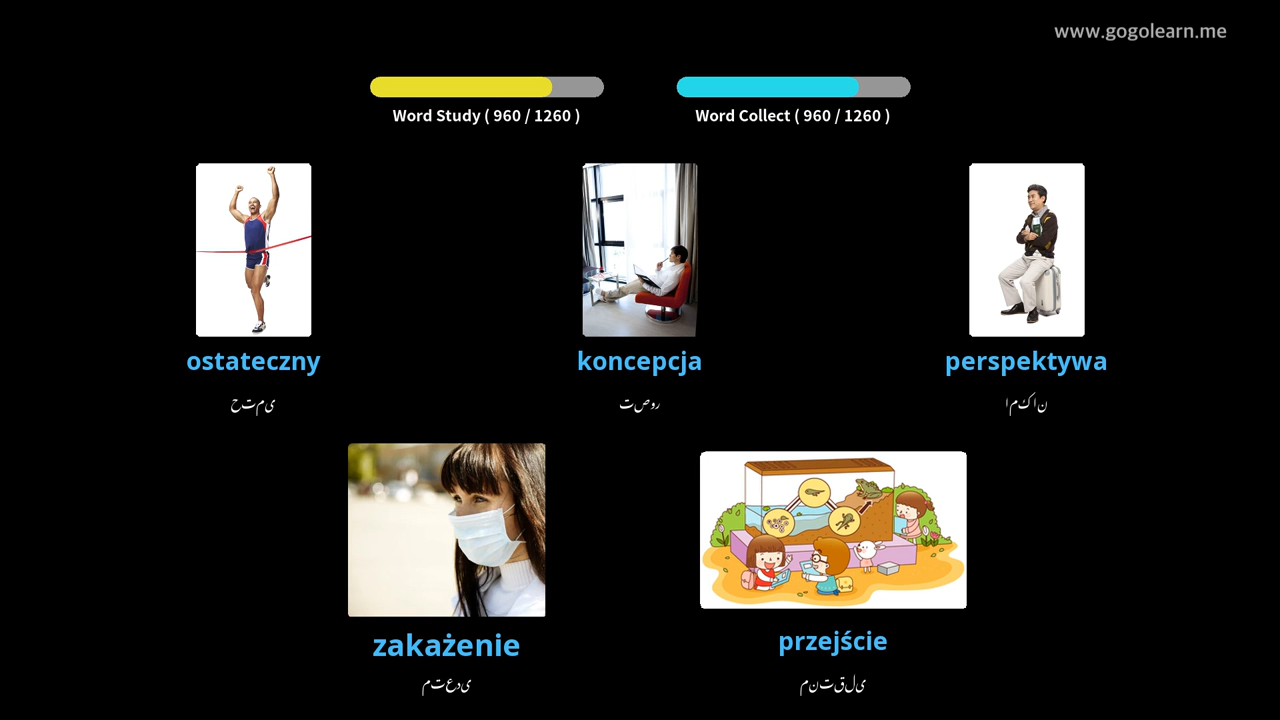 www.gogolearn.me
Word Study ( 960 / 1260 )
Word Collect ( 960 / 1260 )
ostateczny
koncepcja
perspektywa
حتمی
تصور
امکان
zakażenie
przejście
متعدی
منتقلی